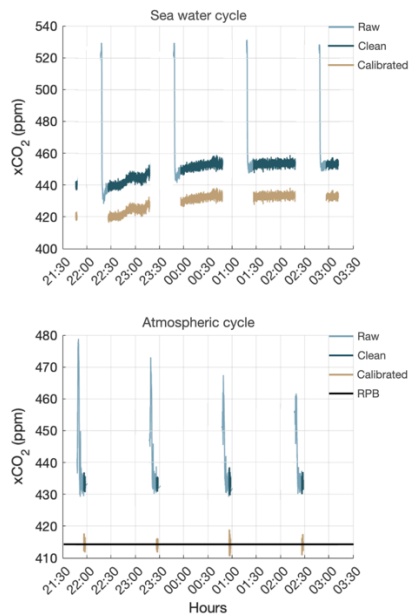 Sea water cycle
xCO2 (ppm)
540
520
500
480
460
440
420
400
Raw
Clean
Calibrated
21:30 22:00 22:30 23:00 23:30 00:00 00:30 01:00 01:30 02:00 02:30 03:00 03:30
Atmospheric cycle
xCO2 (ppm)
480
470
460
450
440
430
420
410
Raw
Clean
Calibrated
RPB
21:30 22:00 22:30 23:00 23:30 00:00 00:30 01:00 01:30 02:00 02:30 03:00 03:30
Hours